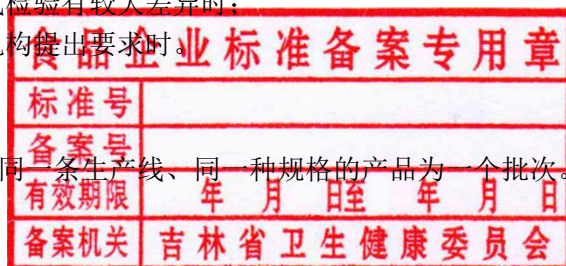 检验有较大差异时；
构提出要求时。
食品企业标准备案专用章
标准号
备案号
同一条生产线、同一种规格的产品为一个批次。
有效期限 年 月 日至 年 月 日
备案机关 吉林省卫生健康委员会